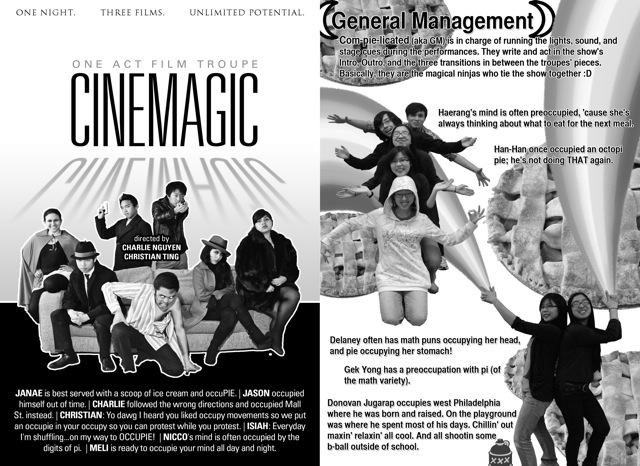 ONE NIGHT. THREE FILMS. UNLIMITED POTENTIAL.
ONE ACT FILM TROUPE
CINEMAGIC
CINEMAGIC
directed by
CHARLIE NGUYEN
CHRISTIAN TING
JANAE is best served with a scoop of ice cream and occuPIE. | JASON occupied
himself out of time. | CHARLIE followed the wrong directions and occupied Mall
St. instead. | CHRISTIAN: Yo dawg I heard you liked occupy movements so we put
an occupie in your occupy so you can protest while you protest. | ISIAH: Everyday
I'm shuffling...on my way to OCCUPIE! | NICCO's mind is often occupied by the
digits of pi. | MELI is ready to occupie your mind all day and night.
(General Management)
Com-pie-licated (aka GM) is in charge of running the lights, sound, and
stage cues during the performances. They write and act in the show's
Intro, Outro, and the three transitions in between the troupes' pieces.
Basically, they are the magical ninjas who tie the show together :D
Haerang's mind is often preoccupied, 'cause she's
always thinking about what to eat for the next meal.
Han-Han once occupied an octopi
pie; he's not doing THAT again.
Delaney often has math puns occupying her head,
and pie occupying her stomach!
Gek Yong has a preoccupation with pi (of
the math variety).
Donovan Jugarap occupies west Philadelphia
where he was born and raised. On the playground
was where he spent most of his days. Chillin' out
maxin' relaxin' all cool. And all shootin some
b-ball outside of school.